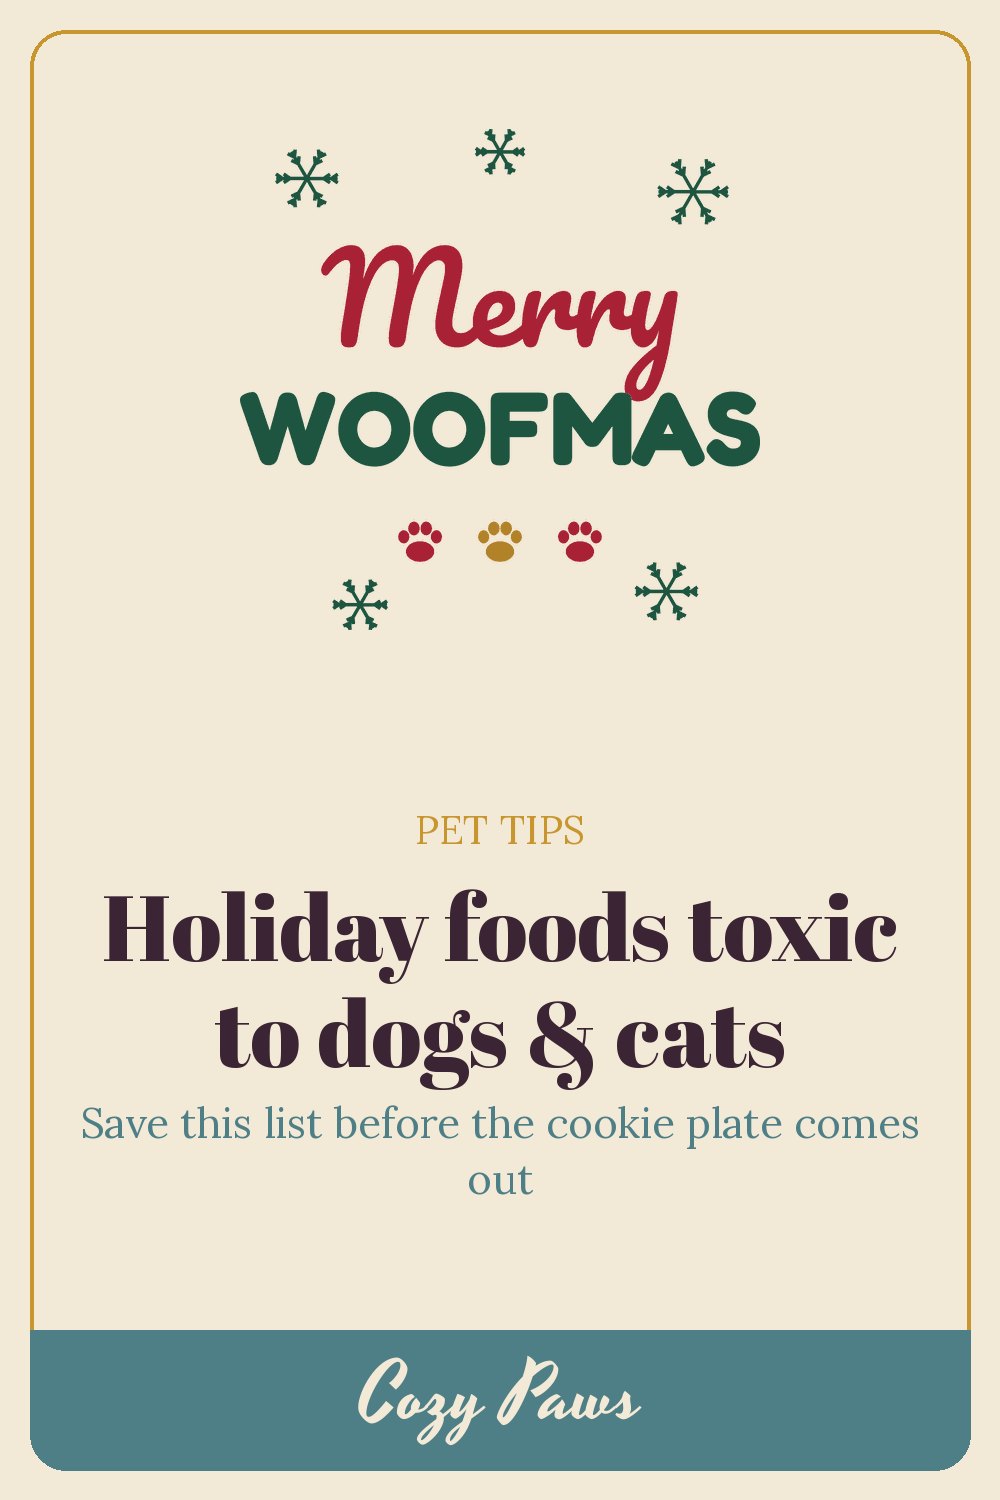 Merry
WOOFMAS
PET TIPS
Holiday foods toxic
to dogs & cats
Save this list before the cookie plate comes
out
Cozy Paws